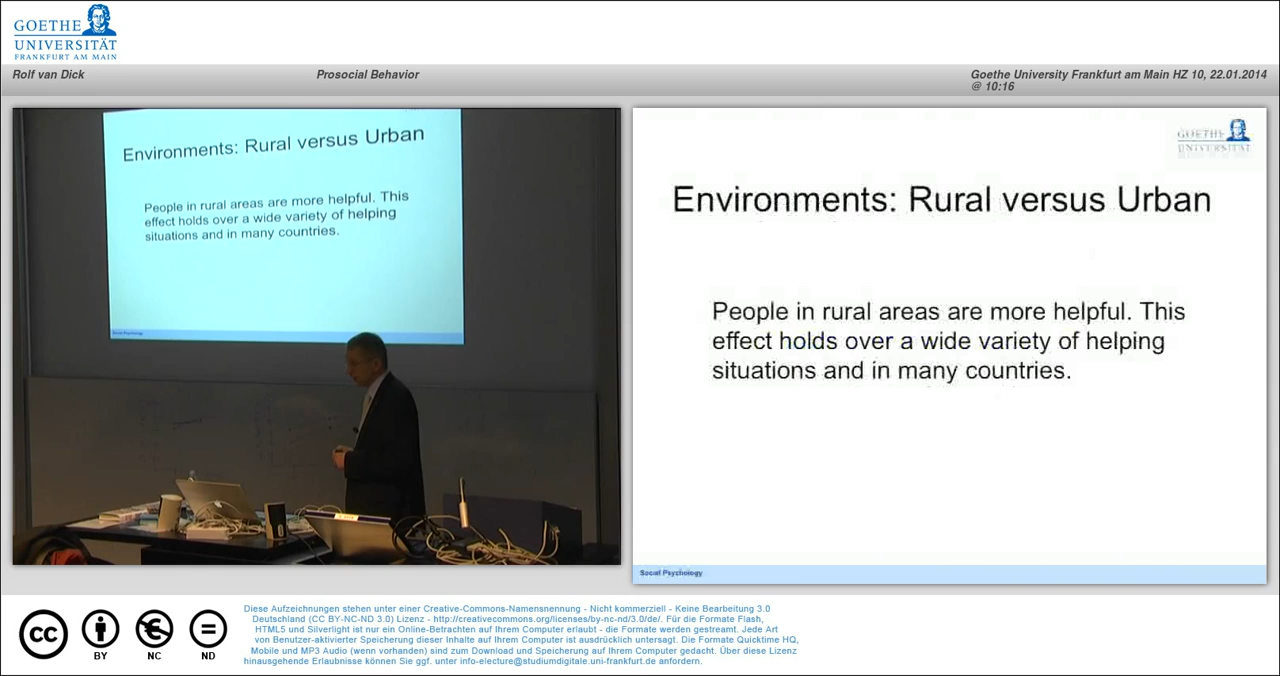 GOETHE
UNIVERSITÄT
FRANKFURT AM MAIN
Rolf van Dick
Prosocial Behavior
Goethe University Frankfurt am Main HZ 10, 22.01.2014
@ 10:16
Environments: Rural versus Urban
People in rural areas are more helpful. This
effect holds over a wide variety of helping
situations and in many countries.
Social Psychology
GOETHE
UNIVERSITÄT
Environments: Rural versus Urban
People in rural areas are more helpful. This
effect holds over a wide variety of helping
situations and in many countries.
Social Psychology
cc
BY
NC
ND
Diese Aufzeichnungen stehen unter einer Creative-Commons-Namensnennung - Nicht kommerziell - Keine Bearbeitung 3.0
Deutschland (CC BY-NC-ND 3.0) Lizenz - http://creativecommons.org/licenses/by-nc-nd/3.0/de/. Für die Formate Flash,
HTML5 und Silverlight ist nur ein Online-Betrachten auf Ihrem Computer erlaubt - die Formate werden gestreamt. Jede Art
von Benutzer-aktivierter Speicherung dieser Inhalte auf Ihrem Computer ist ausdrücklich untersagt. Die Formate Quicktime HQ,
Mobile und MP3 Audio (wenn vorhanden) sind zum Download und Speicherung auf Ihrem Computer gedacht. Über diese Lizenz
hinausgehende Erlaubnisse können Sie ggf. unter info-electure@studiumdigitale.uni-frankfurt.de anfordern.